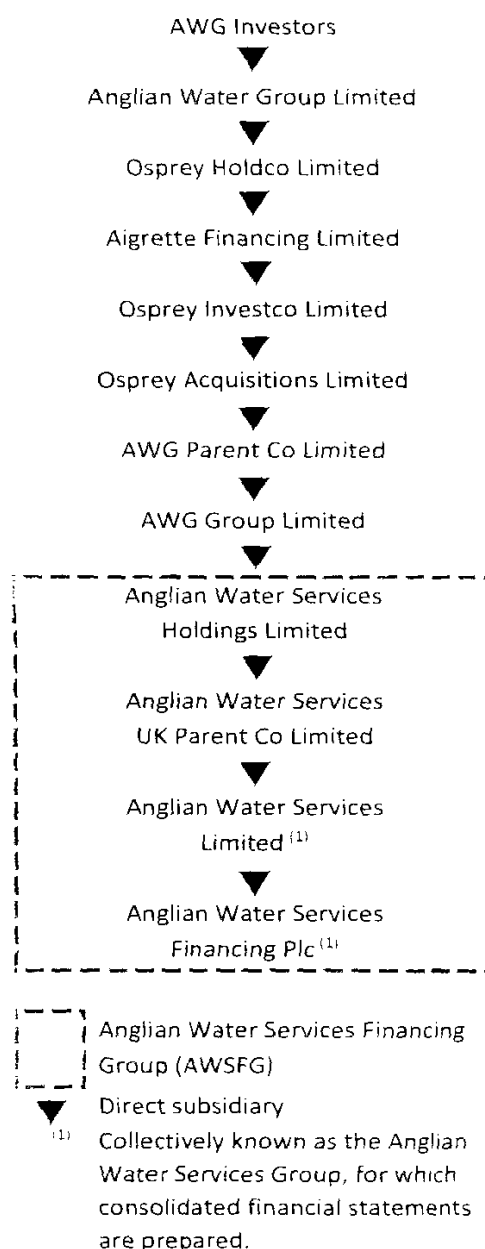 AWG Investors
Anglian Water Group Limited
Osprey Holdco Limited
Aigrette Financing Limited
Osprey Investco Limited
Osprey Acquisitions Limited
AWG Parent Co Limited
AWG Group Limited
Anglian Water Services
Holdings Limited
Anglian Water Services
UK Parent Co Limited
Anglian Water Services
Limited (1)
Anglian Water Services
Financing Plc (1)
Anglian Water Services Financing
Group (AWSFG)
Direct subsidiary
(1) Collectively known as the Anglian
Water Services Group, for which
consolidated financial statements
are prepared.